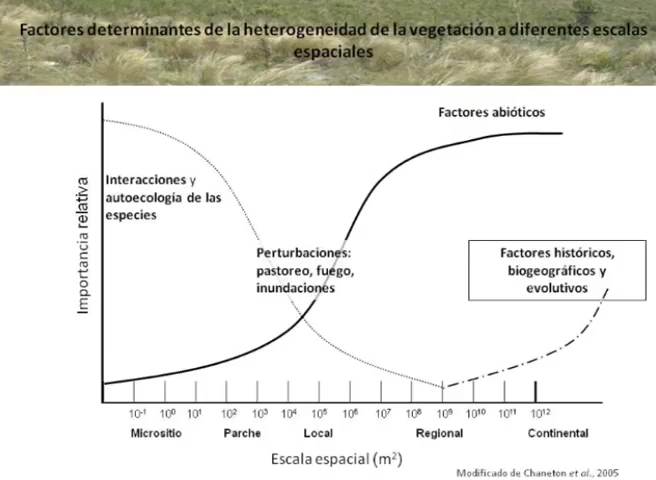 Factores determinantes de la heterogeneidad de la vegetación a diferentes escalas
espaciales
Factores abióticos
Importancia relativa
Interacciones y
autoecología de las
especies
Perturbaciones:
pastoreo, fuego,
inundaciones
Factores históricos,
biogeográficos y
evolutivos
10-1 10⁰ 10¹ 10² 10³ 10⁴ 10⁵ 10⁶ 10⁷ 10⁸ 10⁹ 10¹⁰ 10¹¹ 10¹²
Micrositio Parche Local Regional Continental
Escala espacial (m²)
Modificado de Chaneton et al., 2005